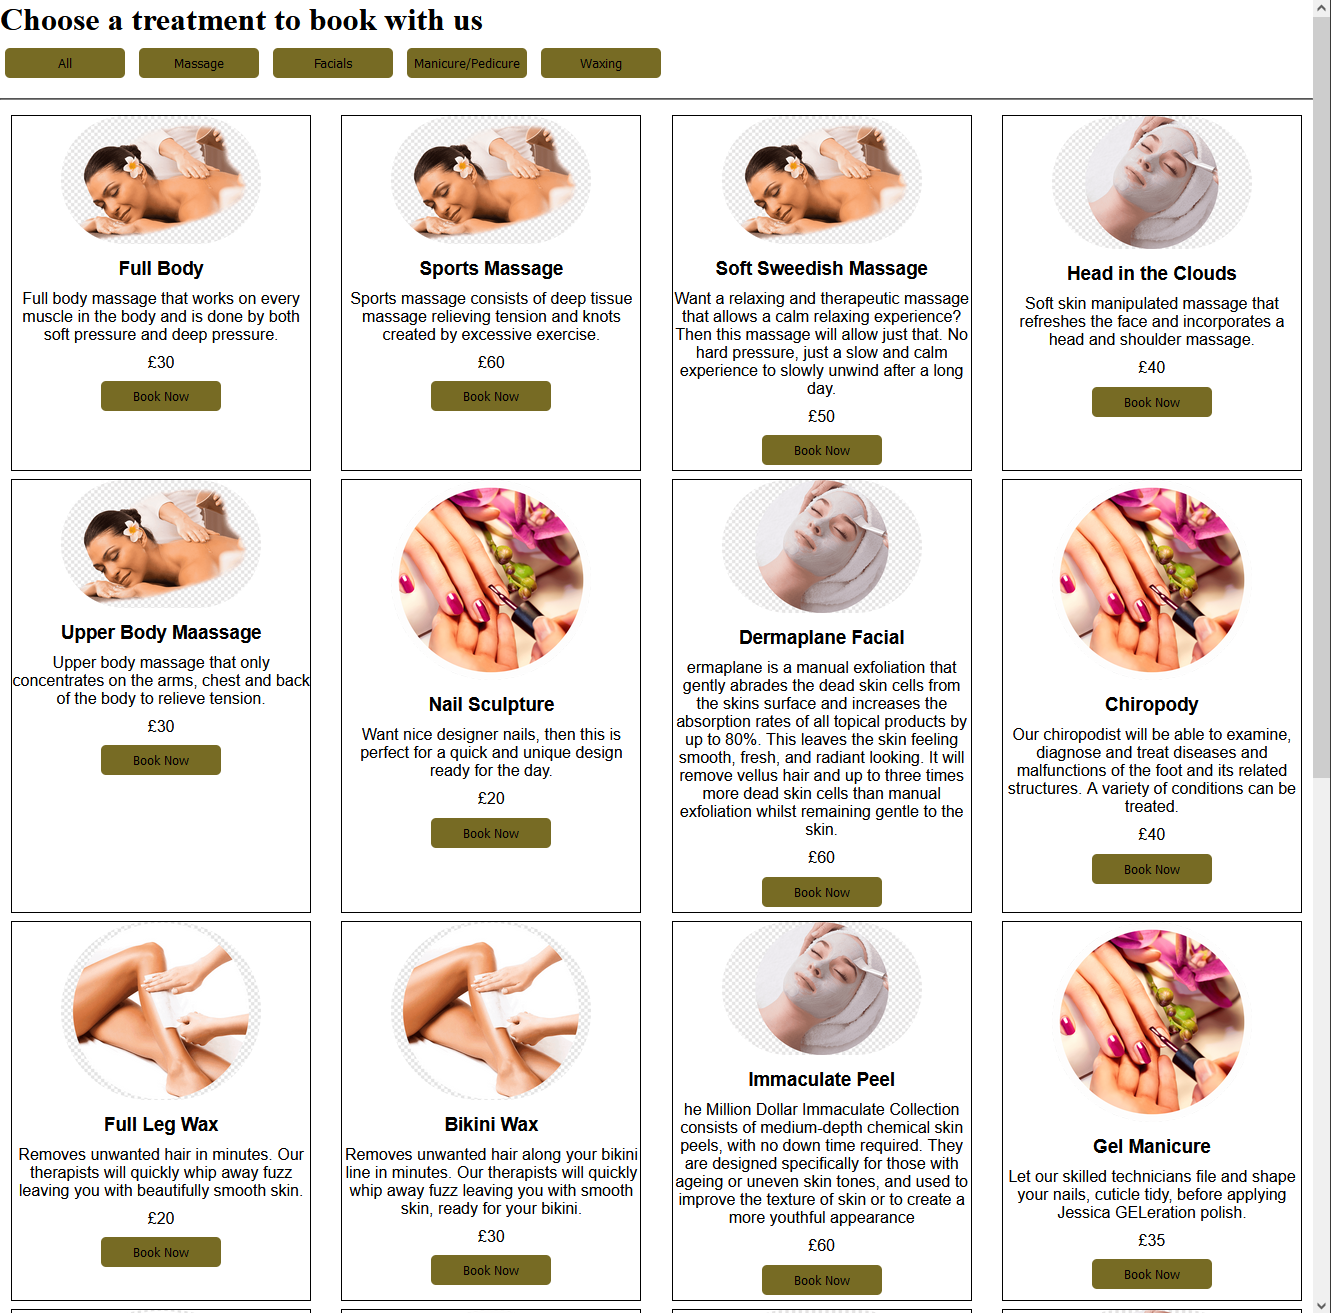 Choose a treatment to book with us
All
Massage
Facials
Manicure/Pedicure
Waxing
Full Body
Full body massage that works on every
muscle in the body and is done by both
soft pressure and deep pressure.
£30
Book Now
Sports Massage
Sports massage consists of deep tissue
massage relieving tension and knots
created by excessive exercise.
£60
Book Now
Soft Sweedish Massage
Want a relaxing and therapeutic massage
that allows a calm relaxing experience?
Then this massage will allow just that. No
hard pressure, just a slow and calm
experience to slowly unwind after a long
day.
£50
Book Now
Head in the Clouds
Soft skin manipulated massage that
refreshes the face and incorporates a
head and shoulder massage.
£40
Book Now
Upper Body Maassage
Upper body massage that only
concentrates on the arms, chest and back
of the body to relieve tension.
£30
Book Now
Nail Sculpture
Want nice designer nails, then this is
perfect for a quick and unique design
ready for the day.
£20
Book Now
Dermaplane Facial
ermaplane is a manual exfoliation that
gently abrades the dead skin cells from
the skins surface and increases the
absorption rates of all topical products by
up to 80%. This leaves the skin feeling
smooth, fresh, and radiant looking. It will
remove vellus hair and up to three times
more dead skin cells than manual
exfoliation whilst remaining gentle to the
skin.
£60
Book Now
Chiropody
Our chiropodist will be able to examine,
diagnose and treat diseases and
malfunctions of the foot and its related
structures. A variety of conditions can be
treated.
£40
Book Now
Full Leg Wax
Removes unwanted hair in minutes. Our
therapists will quickly whip away fuzz
leaving you with beautifully smooth skin.
£20
Book Now
Bikini Wax
Removes unwanted hair along your bikini
line in minutes. Our therapists will quickly
whip away fuzz leaving you with smooth
skin, ready for your bikini.
£30
Book Now
Immaculate Peel
he Million Dollar Immaculate Collection
consists of medium-depth chemical skin
peels, with no down time required. They
are designed specifically for those with
ageing or uneven skin tones, and used to
improve the texture of skin or to create a
more youthful appearance
£60
Book Now
Gel Manicure
Let our skilled technicians file and shape
your nails, cuticle tidy, before applying
Jessica GELeration polish.
£35
Book Now